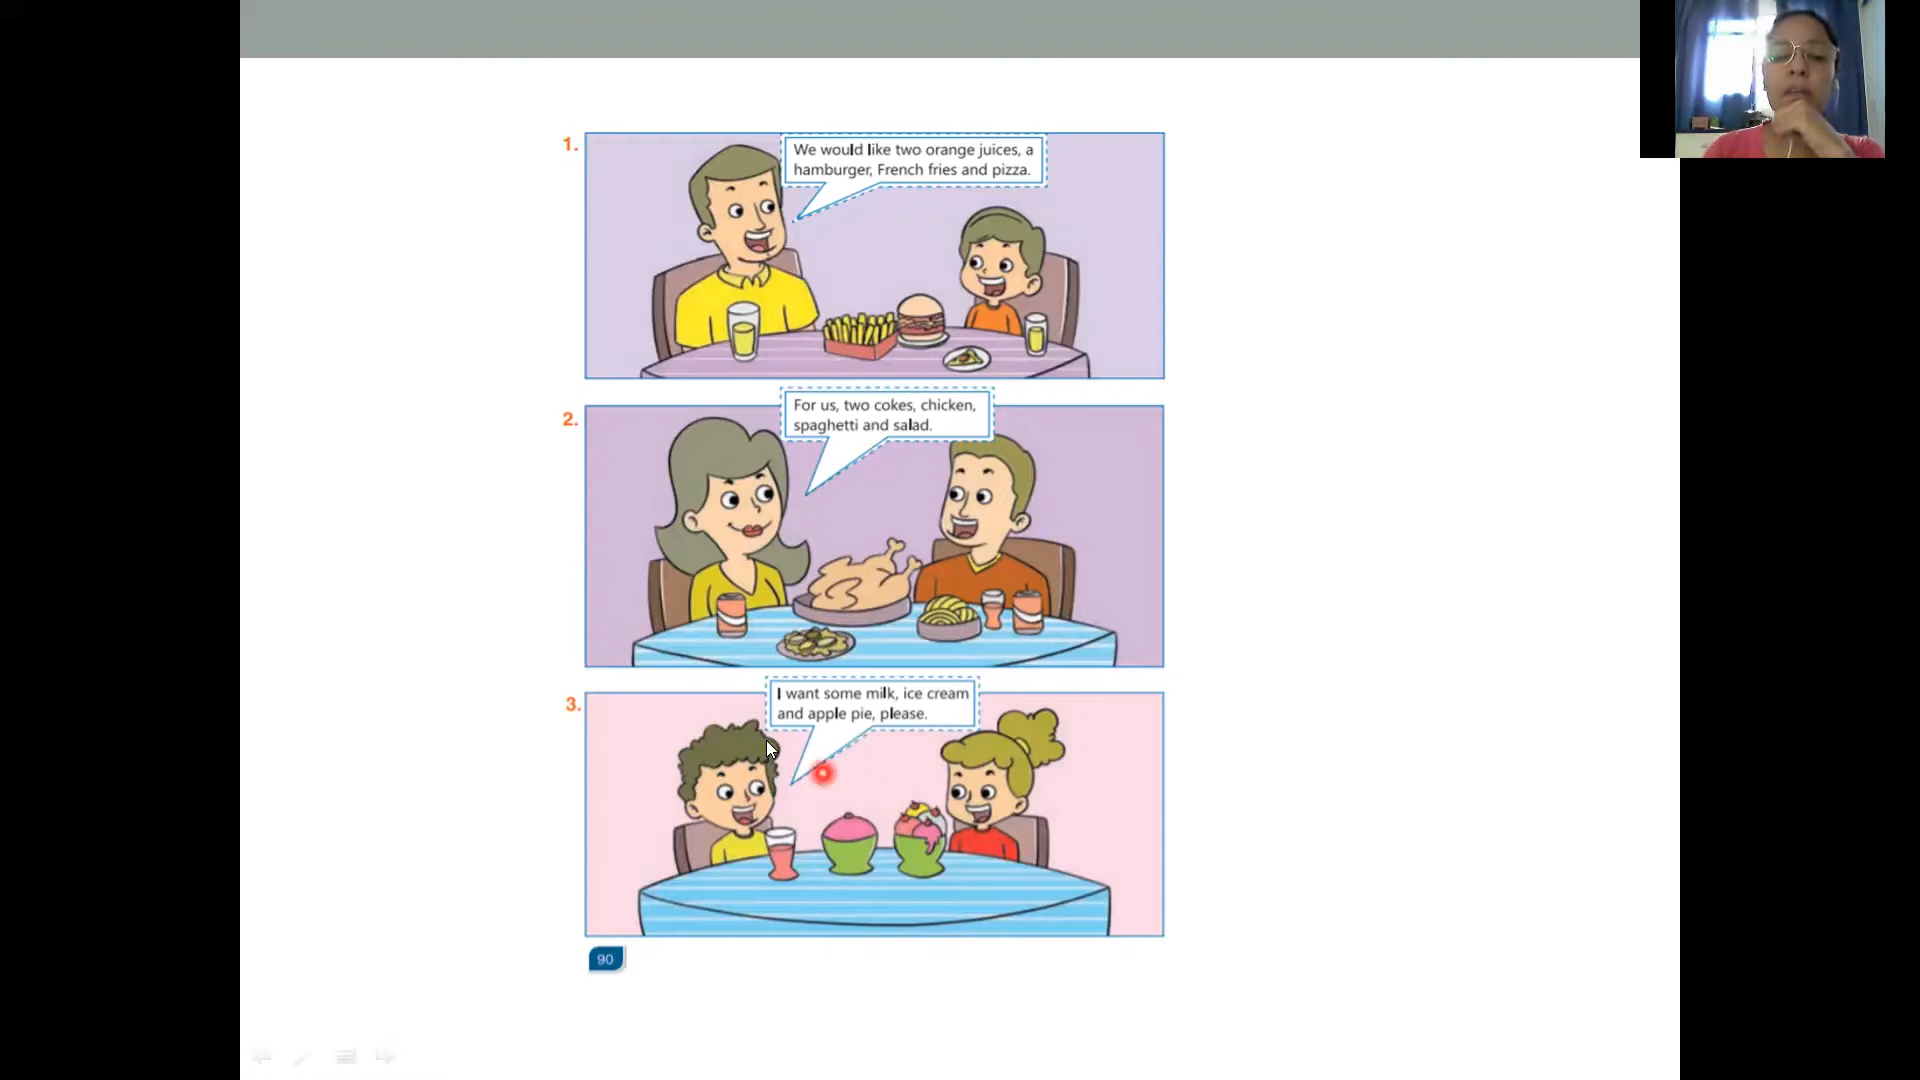 1.
We would like two orange juices, a
hamburger, French fries and pizza.
2.
For us, two cokes, chicken,
spaghetti and salad.
3.
I want some milk, ice cream
and apple pie, please.
90